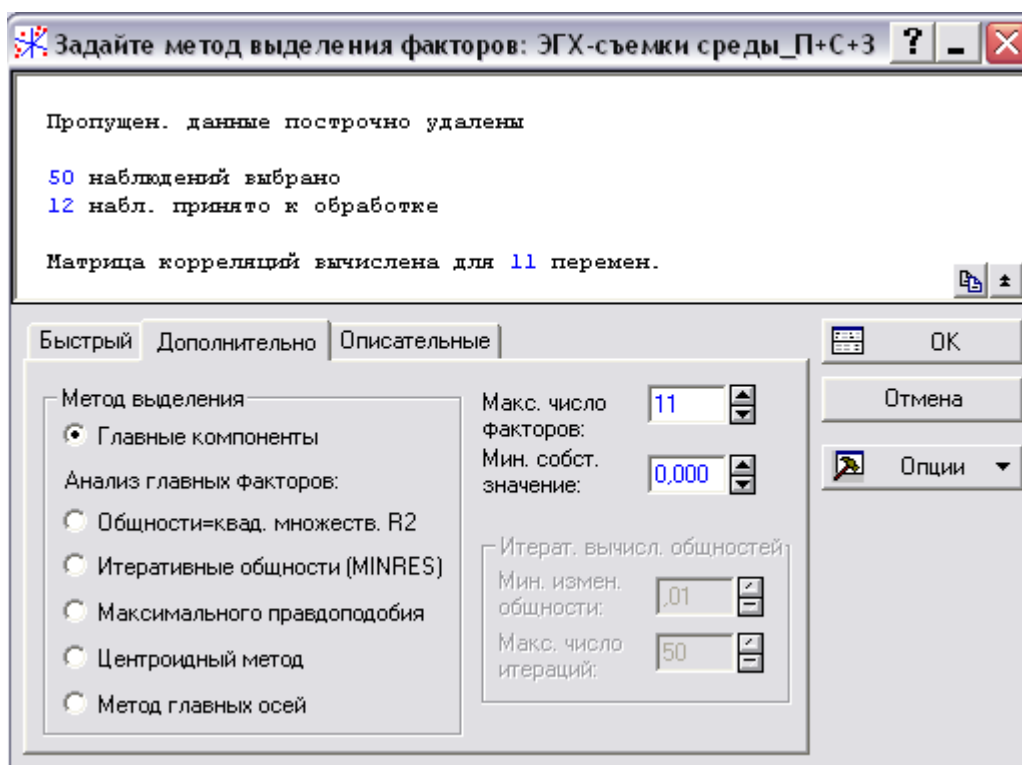 Задайте метод выделения факторов: ЭГХ-съемки среды_П+С+З
Пропущен. данные построчно удалены
50 наблюдений выбрано
12 набл. принято к обработке
Матрица корреляций вычислена для 11 перемен.
Быстрый Дополнительно Описательные
Метод выделения
Главные компоненты
Анализ главных факторов:
Общности=квад. множеств. R2
Итеративные общности (MINRES)
Максимального правдоподобия
Центроидный метод
Метод главных осей
Макс. число
факторов:
11
Мин. собст.
значение:
0,000
Итерат. вычисл. общностей
Мин. измен.
общности:
,01
Макс. число
итераций:
50
OK
Отмена
Опции